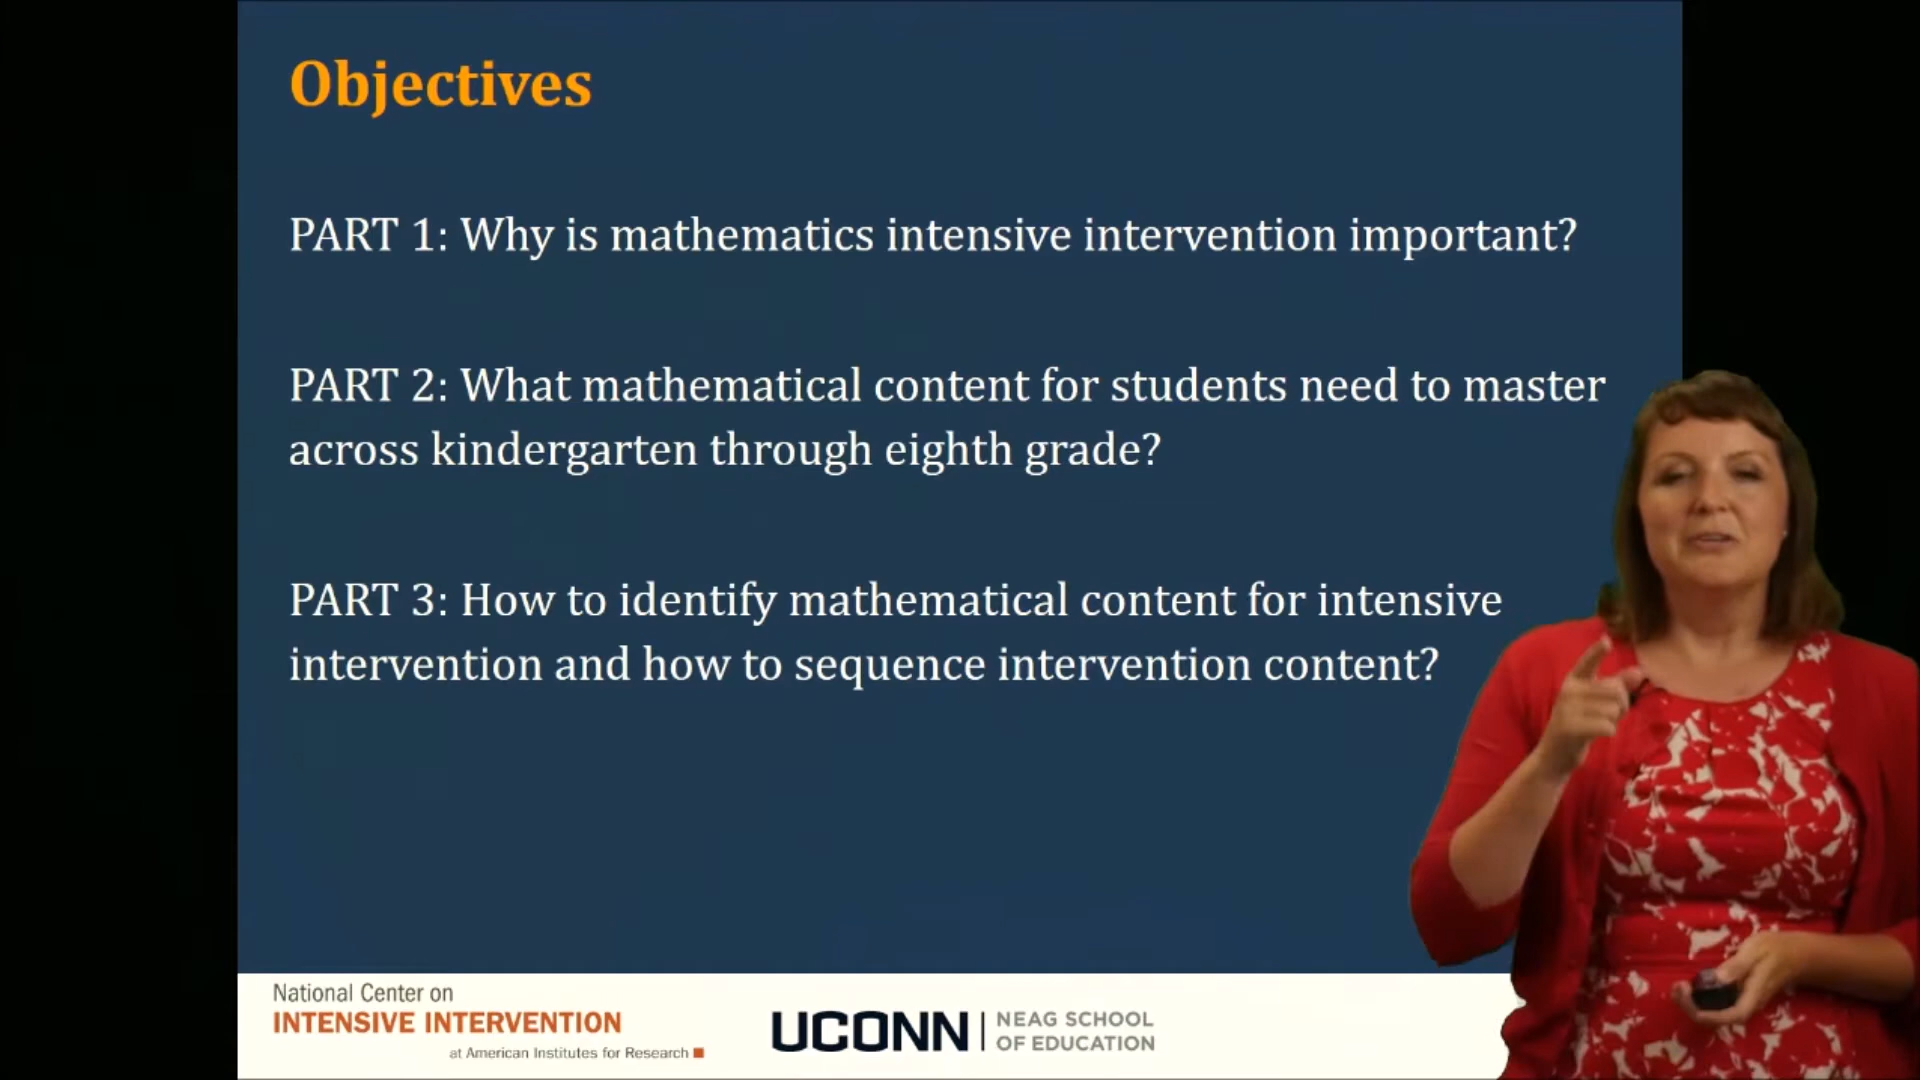 Objectives
PART 1: Why is mathematics intensive intervention important?
PART 2: What mathematical content for students need to master
across kindergarten through eighth grade?
PART 3: How to identify mathematical content for intensive
intervention and how to sequence intervention content?
National Center on
INTENSIVE INTERVENTION
at American Institutes for Research
UCONN
NEAG SCHOOL
OF EDUCATION